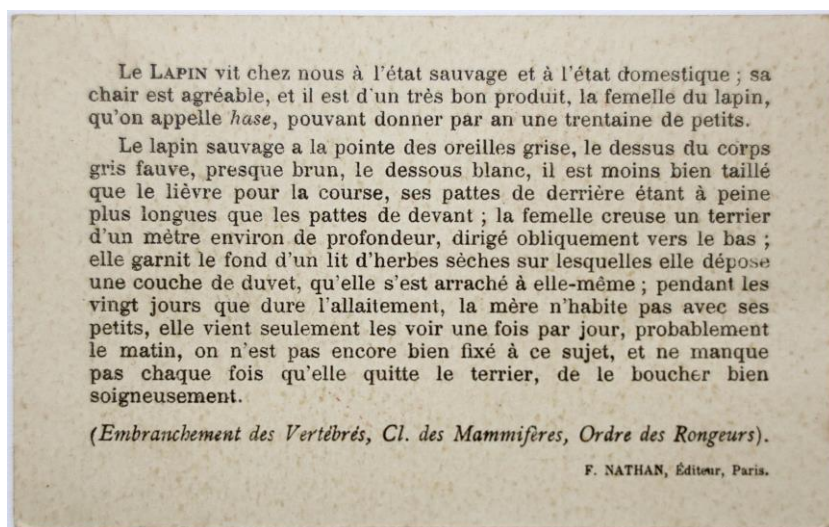 Le LAPIN vit chez nous à l'état sauvage et à l'état domestique ; sa
chair est agréable, et il est d'un très bon produit, la femelle du lapin,
qu'on appelle hase, pouvant donner par an une trentaine de petits.
Le lapin sauvage a la pointe des oreilles grise, le dessus du corps
gris fauve, presque brun, le dessous blanc, il est moins bien taillé
que le lièvre pour la course, ses pattes de derrière étant à peine
plus longues que les pattes de devant ; la femelle creuse un terrier
d'un mètre environ de profondeur, dirigé obliquement vers le bas ;
elle garnit le fond d'un lit d'herbes sèches sur lesquelles elle dépose
une couche de duvet, qu'elle s'est arraché à elle-même ; pendant les
vingt jours que dure l'allaitement, la mère n'habite pas avec ses
petits, elle vient seulement les voir une fois par jour, probablement
le matin, on n'est pas encore bien fixé à ce sujet, et ne manque
pas chaque fois qu'elle quitte le terrier, de le boucher bien
soigneusement.
(Embranchement des Vertébrés, Cl. des Mammifères, Ordre des Rongeurs).
F. NATHAN, Éditeur, Paris.